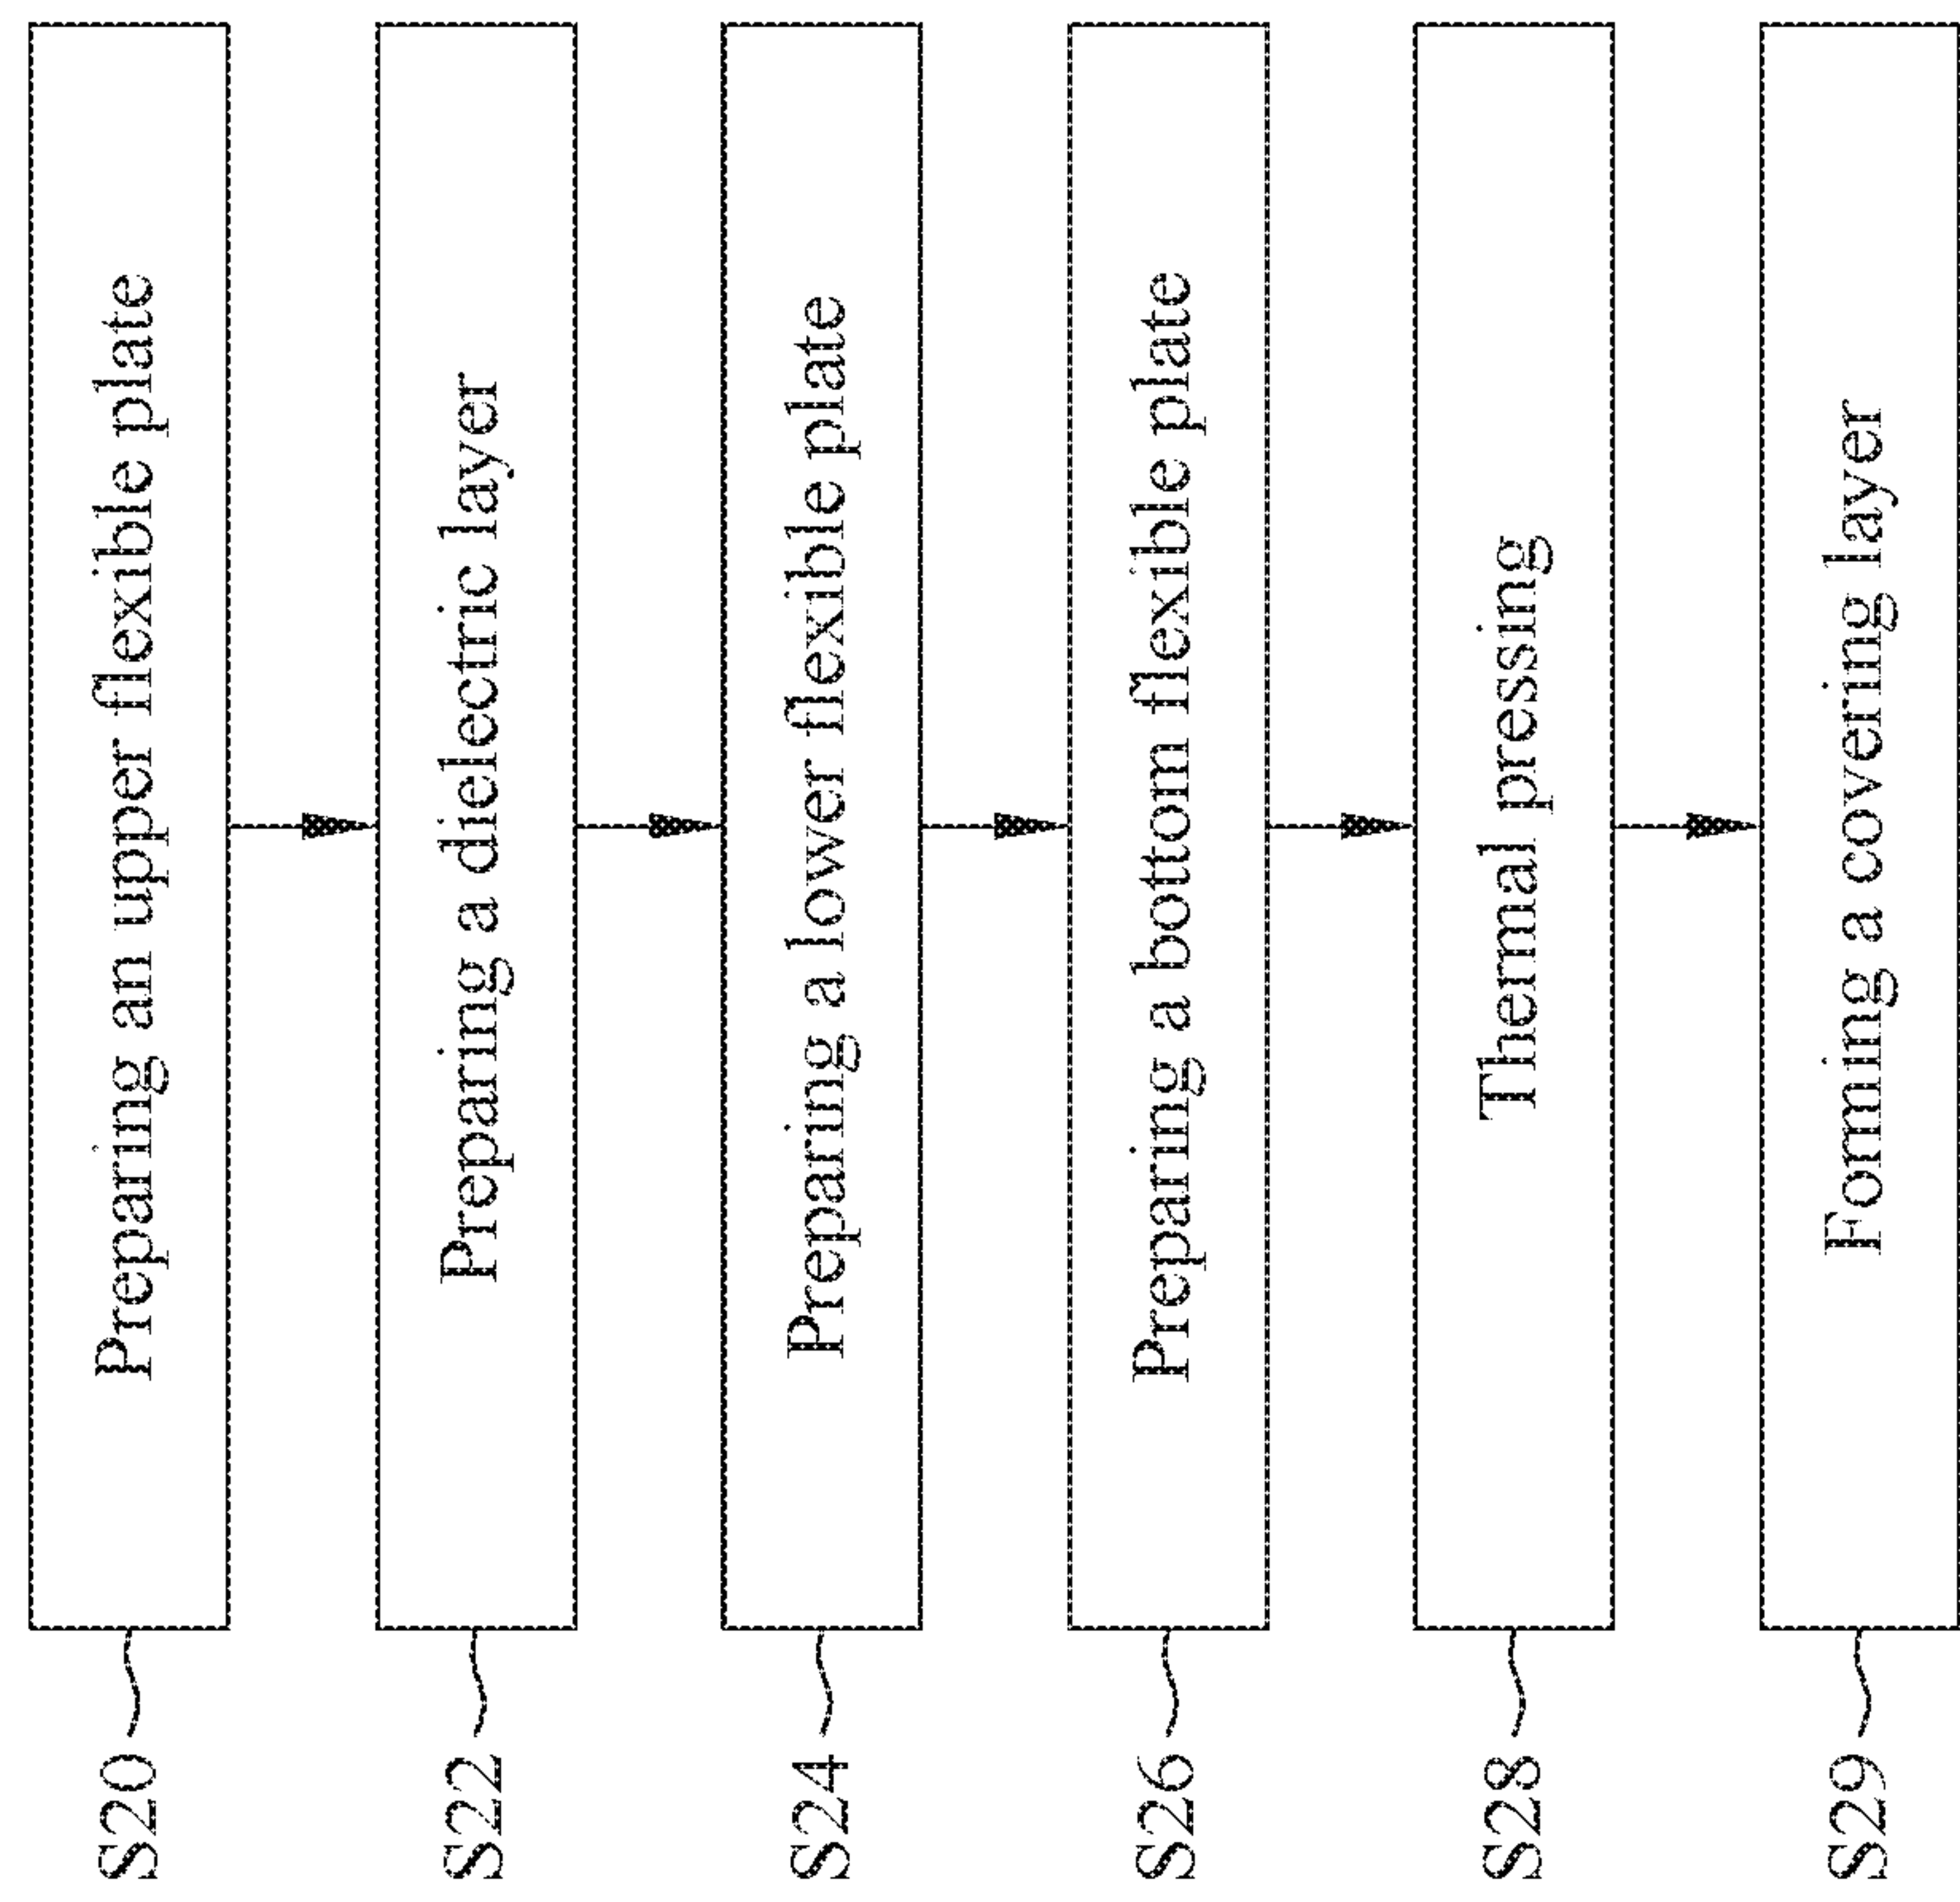 S20
Preparing an upper flexible plate
S22
Preparing a dielectric layer
S24
Preparing a lower flexible plate
S26
Preparing a bottom flexible plate
S28
Thermal pressing
S29
Foming a covering layer